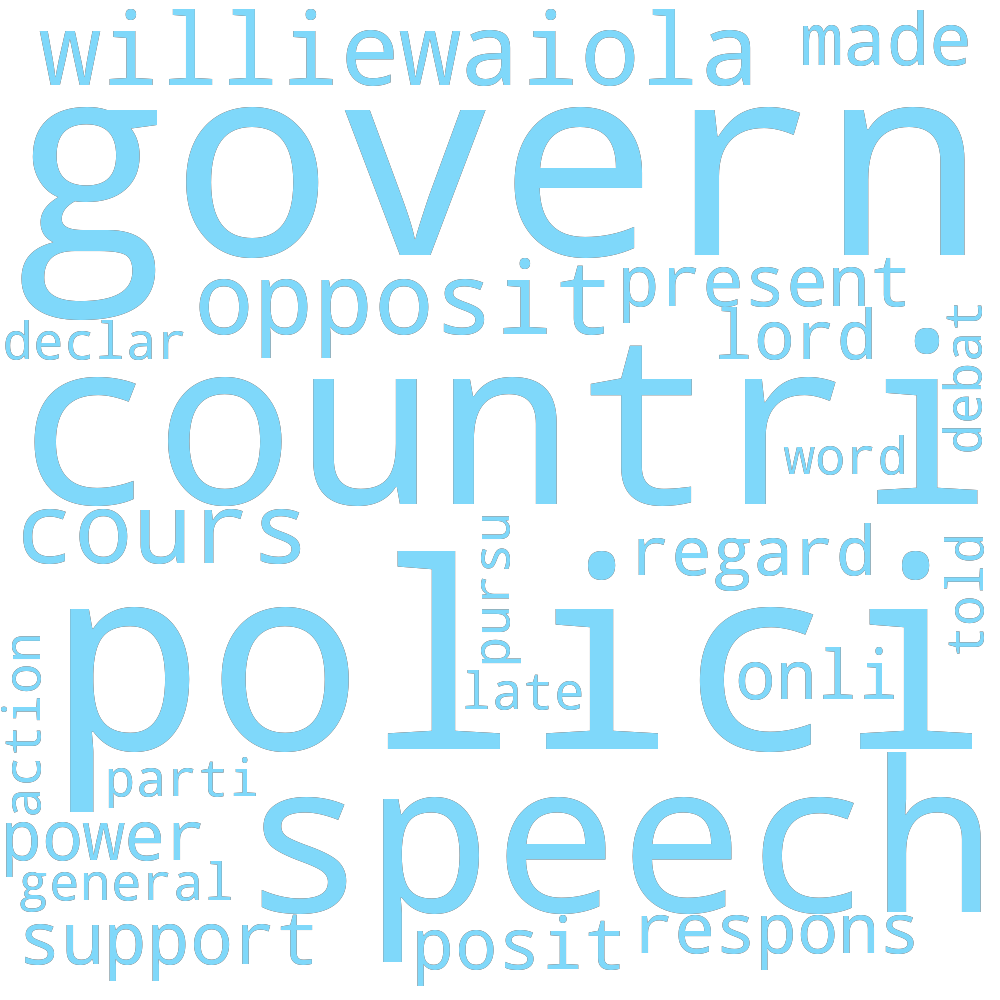 williewaiola
made
govern
opposit
present
declar
lord
debat
countri
word
cours
pursu
regard
told
polici
onli
late
action
parti
speech
power
general
support
posit
respons